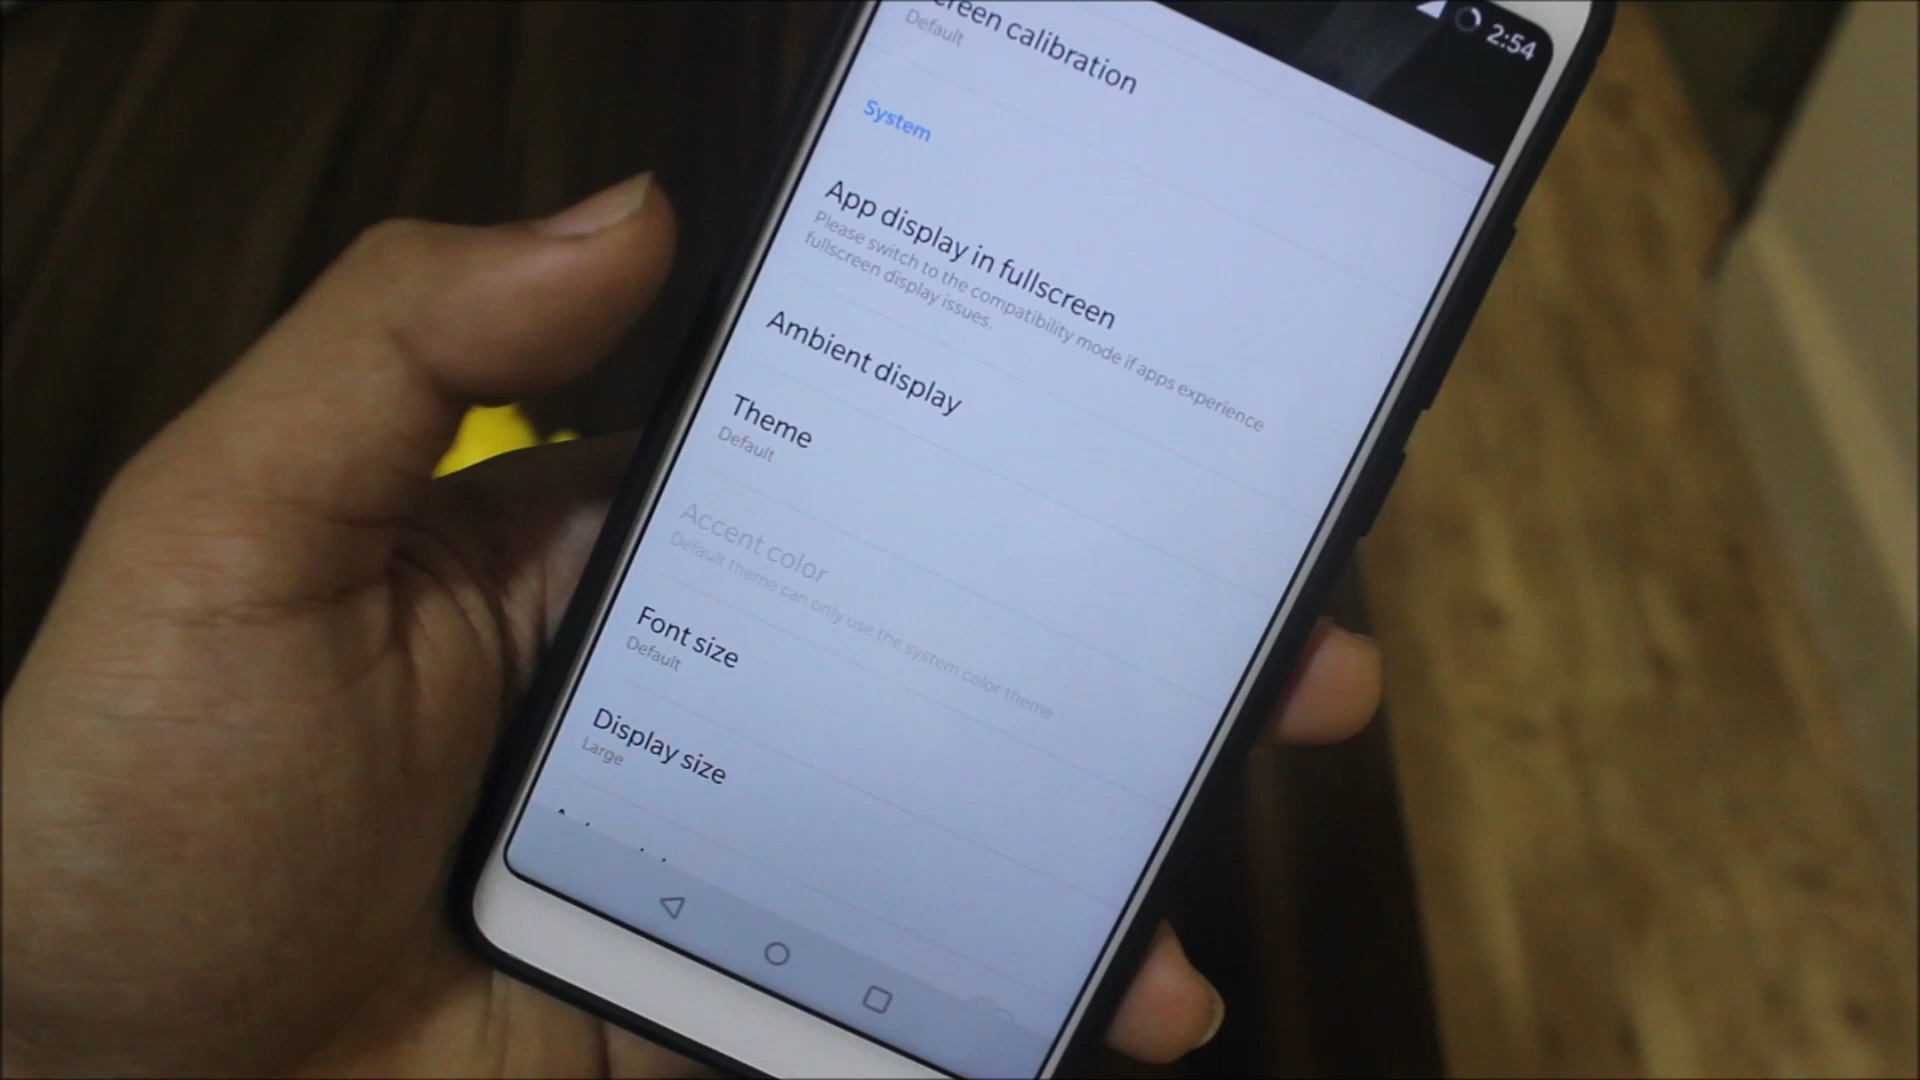 2:54
creen calibration
Default
System
App display in fullscreen
Please switch to the compatibility mode if apps experience
fullscreen display issues.
Ambient display
Theme
Default
Accent color
Default theme can only use the system color theme
Font size
Default
Display size
Large